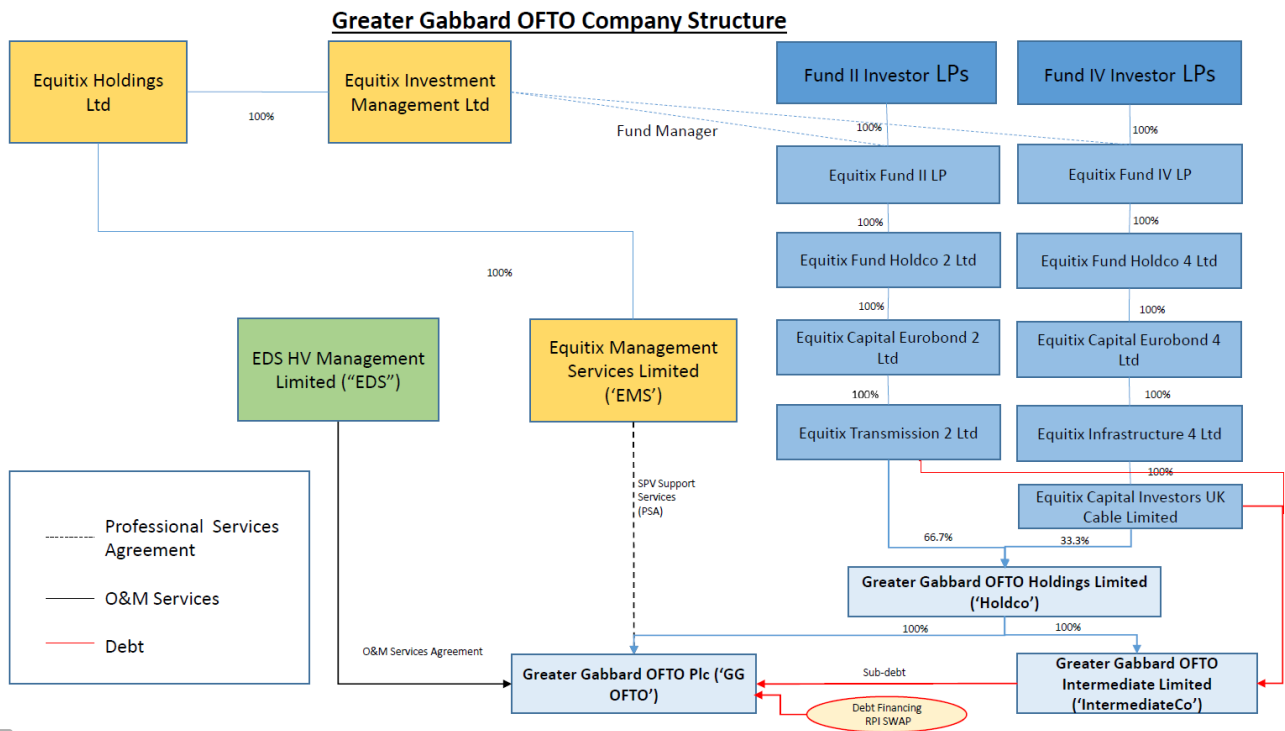 Greater Gabbard OFTO Company Structure
Equitix Holdings
Ltd
100%
Equitix Investment
Management Ltd
Fund Manager
Fund II Investor LPs
Fund IV Investor LPs
100%
100%
Equitix Fund II LP
Equitix Fund IV LP
100%
100%
Equitix Fund Holdco 2 Ltd
Equitix Fund Holdco 4 Ltd
100%
100%
100%
EDS HV Management
Limited ("EDS")
Equitix Management
Services Limited
('EMS')
Equitix Capital Eurobond 2
Ltd
Equitix Capital Eurobond 4
Ltd
100%
100%
Equitix Transmission 2 Ltd
Equitix Infrastructure 4 Ltd
100%
Equitix Capital Investors UK
Cable Limited
SPV Support
Services
(PSA)
66.7%
33.3%
Professional Services
Agreement
O&M Services
Debt
Greater Gabbard OFTO Holdings Limited
('Holdco')
100%
100%
O&M Services Agreement
Greater Gabbard OFTO Plc ('GG
OFTO')
Sub-debt
Greater Gabbard OFTO
Intermediate Limited
('IntermediateCo')
Debt Financing
RPI SWAP